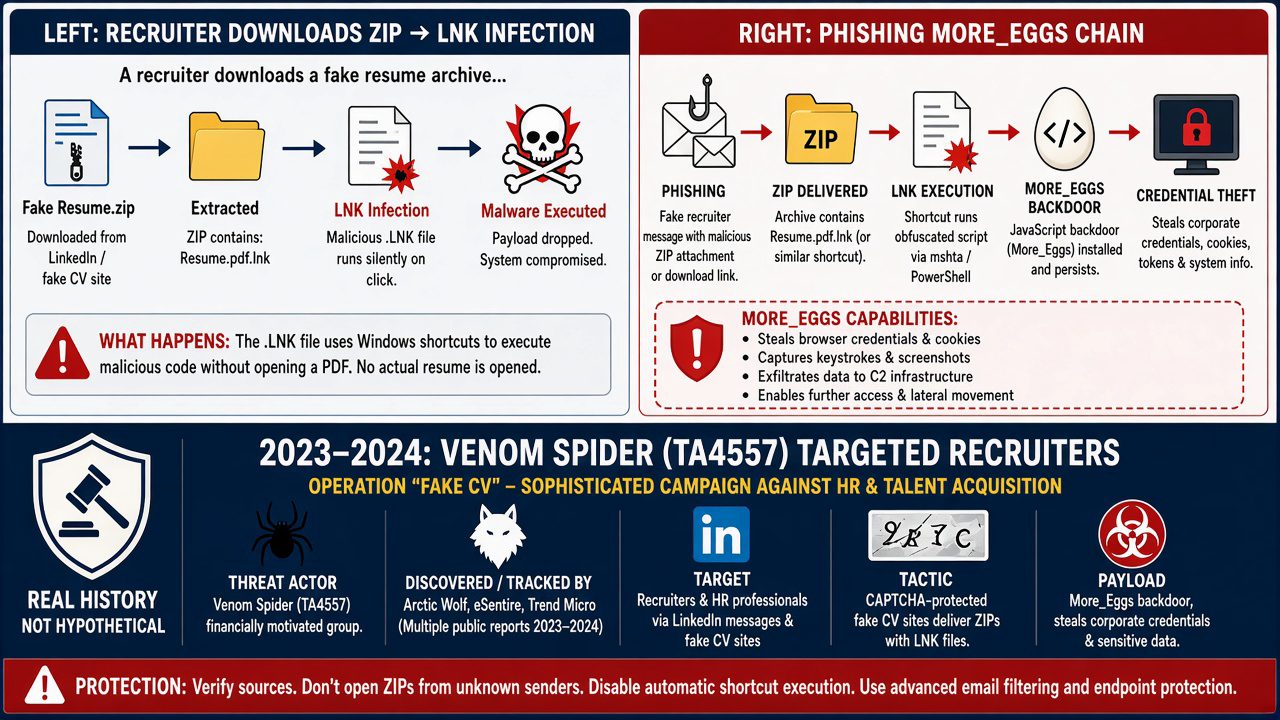 LEFT: RECRUITER DOWNLOADS ZIP → LNK INFECTION
A recruiter downloads a fake resume archive...
Fake Resume.zip
Downloaded from
LinkedIn /
fake CV site
Extracted
ZIP contains:
Resume.pdf.lnk
LNK Infection
Malicious .LNK file
runs silently on
click.
Malware Executed
Payload dropped.
System compromised.
WHAT HAPPENS: The .LNK file uses Windows shortcuts to execute
malicious code without opening a PDF. No actual resume is opened.
RIGHT: PHISHING MORE_EGGS CHAIN
PHISHING
Fake recruiter
message with malicious
ZIP attachment
or download link.
ZIP
ZIP DELIVERED
Archive contains
Resume.pdf.lnk (or
similar shortcut).
LNK EXECUTION
Shortcut runs
obfuscated script
via mshta /
PowerShell
</>
MORE_EGGS
BACKDOOR
JavaScript backdoor
(More_Eggs) installed
and persists.
CREDENTIAL THEFT
Steals corporate
credentials, cookies,
tokens & system info.
MORE_EGGS CAPABILITIES:
• Steals browser credentials & cookies
• Captures keystrokes & screenshots
• Exfiltrates data to C2 infrastructure
• Enables further access & lateral movement
REAL HISTORY
NOT HYPOTHETICAL
2023–2024: VENOM SPIDER (TA4557) TARGETED RECRUITERS
OPERATION “FAKE CV” – SOPHISTICATED CAMPAIGN AGAINST HR & TALENT ACQUISITION
THREAT ACTOR
Venom Spider (TA4557)
financially motivated group.
DISCOVERED / TRACKED BY
Arctic Wolf, eSentire, Trend Micro
(Multiple public reports 2023–2024)
in
TARGET
Recruiters & HR professionals
via LinkedIn messages &
fake CV sites
TACTIC
CAPTCHA-protected
fake CV sites deliver ZIPs
with LNK files.
PAYLOAD
More_Eggs backdoor,
steals corporate credentials
& sensitive data.
PROTECTION: Verify sources. Don’t open ZIPs from unknown senders. Disable automatic shortcut execution. Use advanced email filtering and endpoint protection.